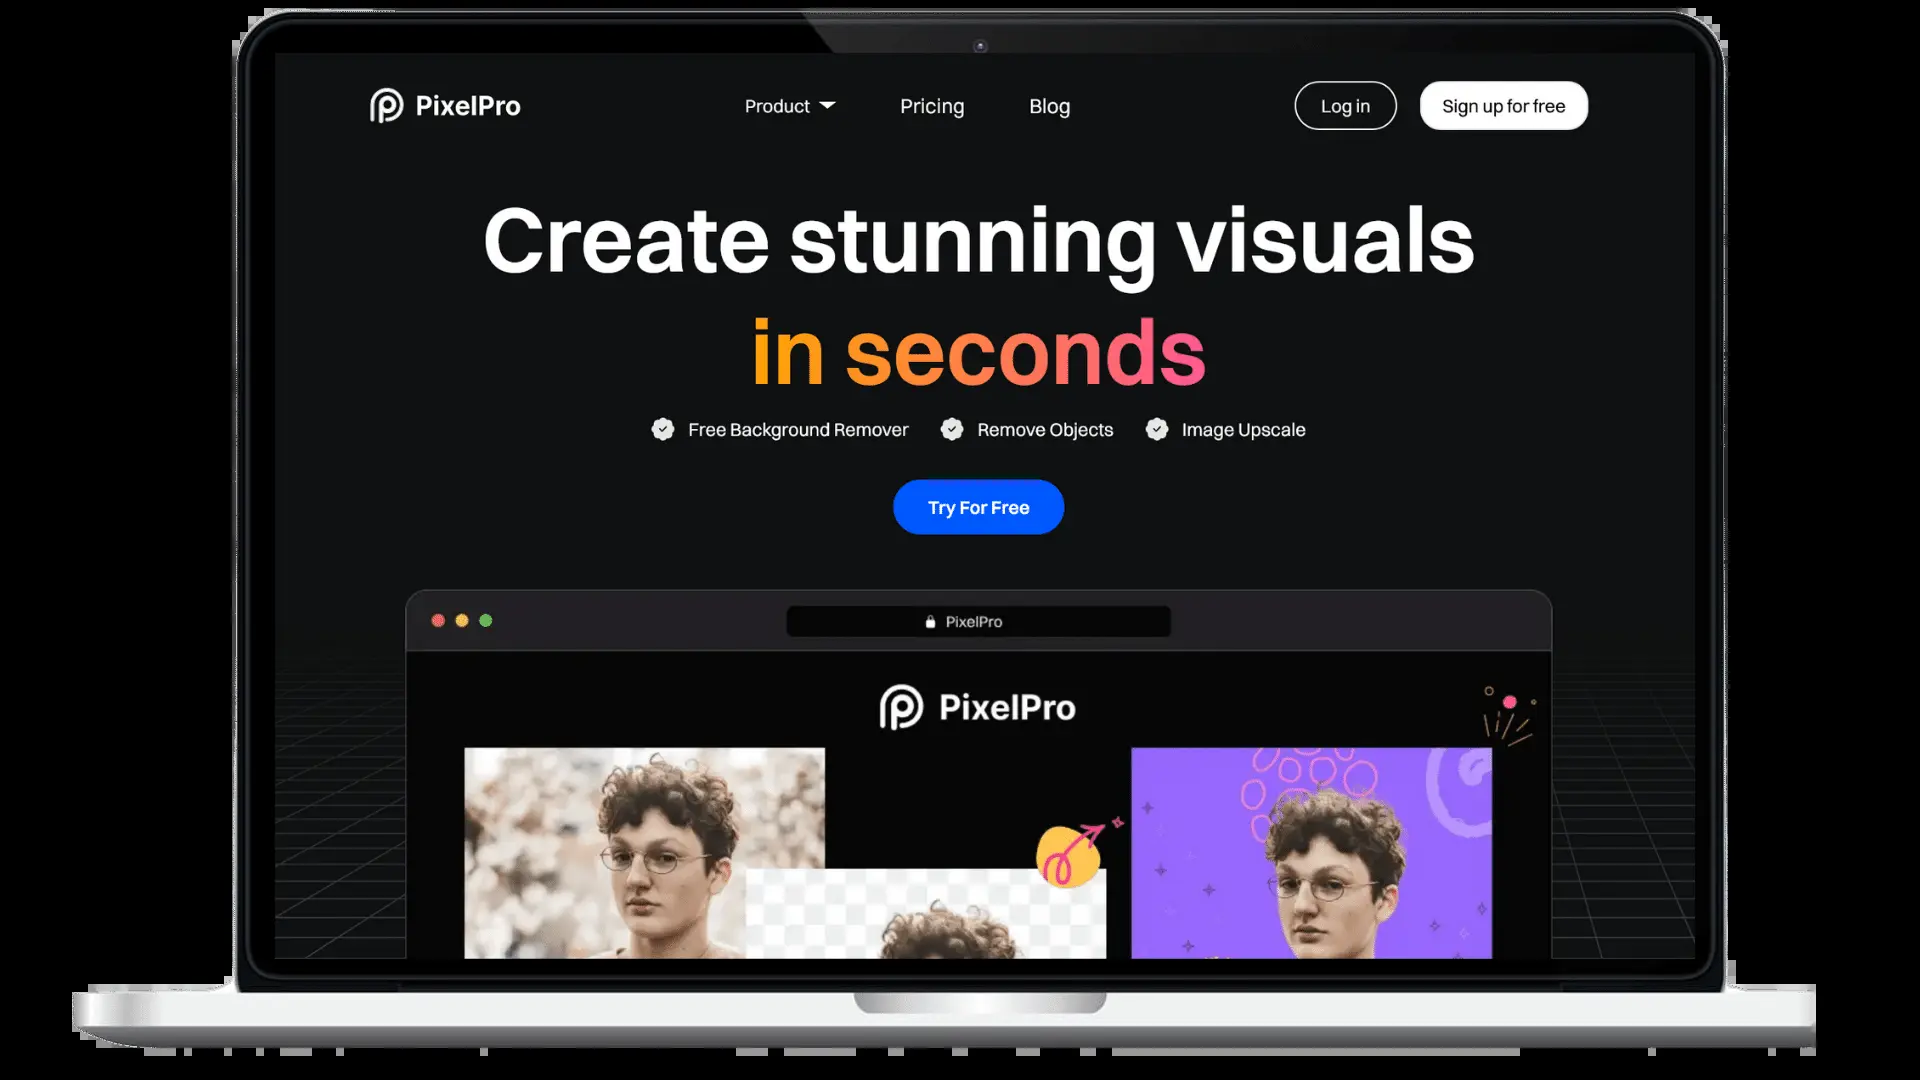 PixelPro
Product
Pricing
Blog
Log in
Sign up for free
Create stunning visuals
in seconds
Free Background Remover
Remove Objects
Image Upscale
Try For Free
PixelPro
PixelPro